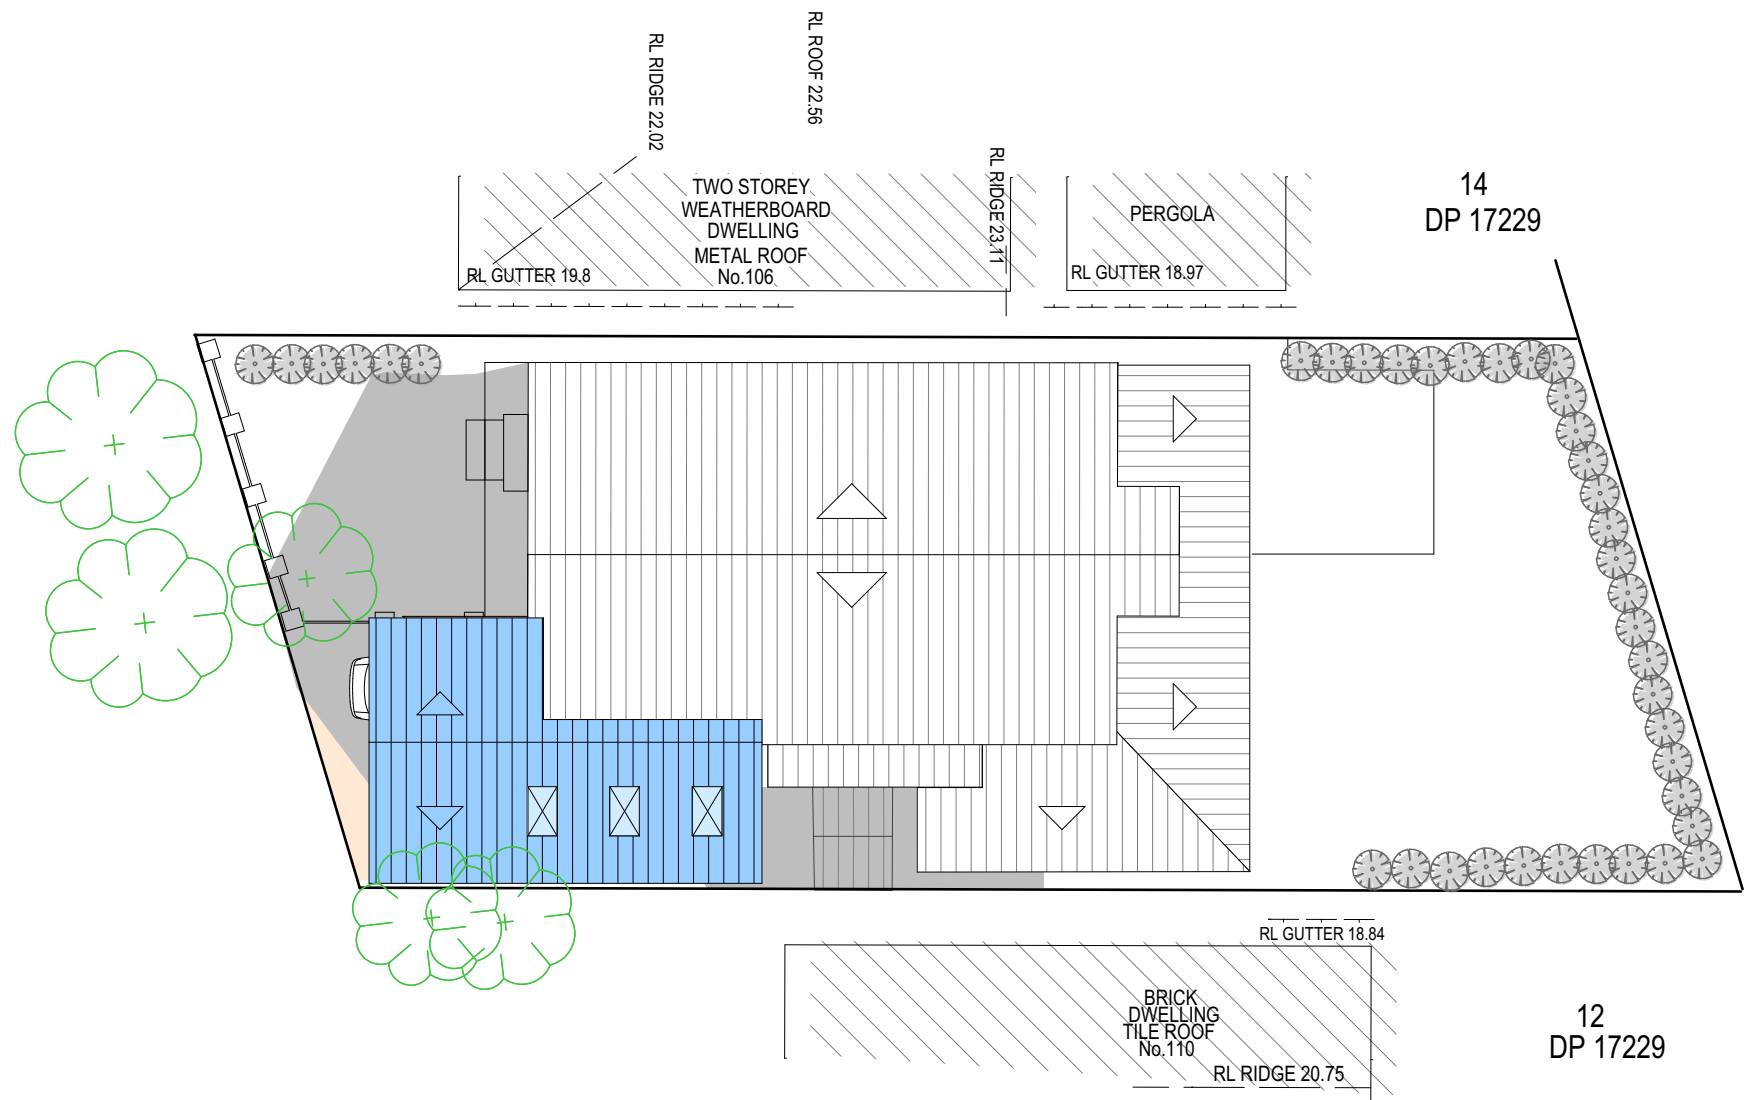 RL ROOF 22.56
RL RIDGE 22.02
RL RIDGE 23.11
TWO STOREY
WEATHERBOARD
DWELLING
METAL ROOF
No.106
RL GUTTER 19.8
PERGOLA
RL GUTTER 18.97
14
DP 17229
RL GUTTER 18.84
BRICK
DWELLING
TILE ROOF
No.110
RL RIDGE 20.75
12
DP 17229